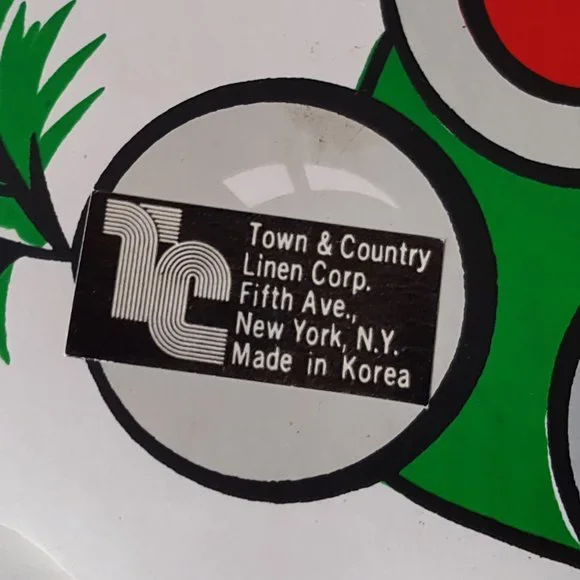 TC
Town & Country
Linen Corp.
Fifth Ave.,
New York, N.Y.
Made in Korea